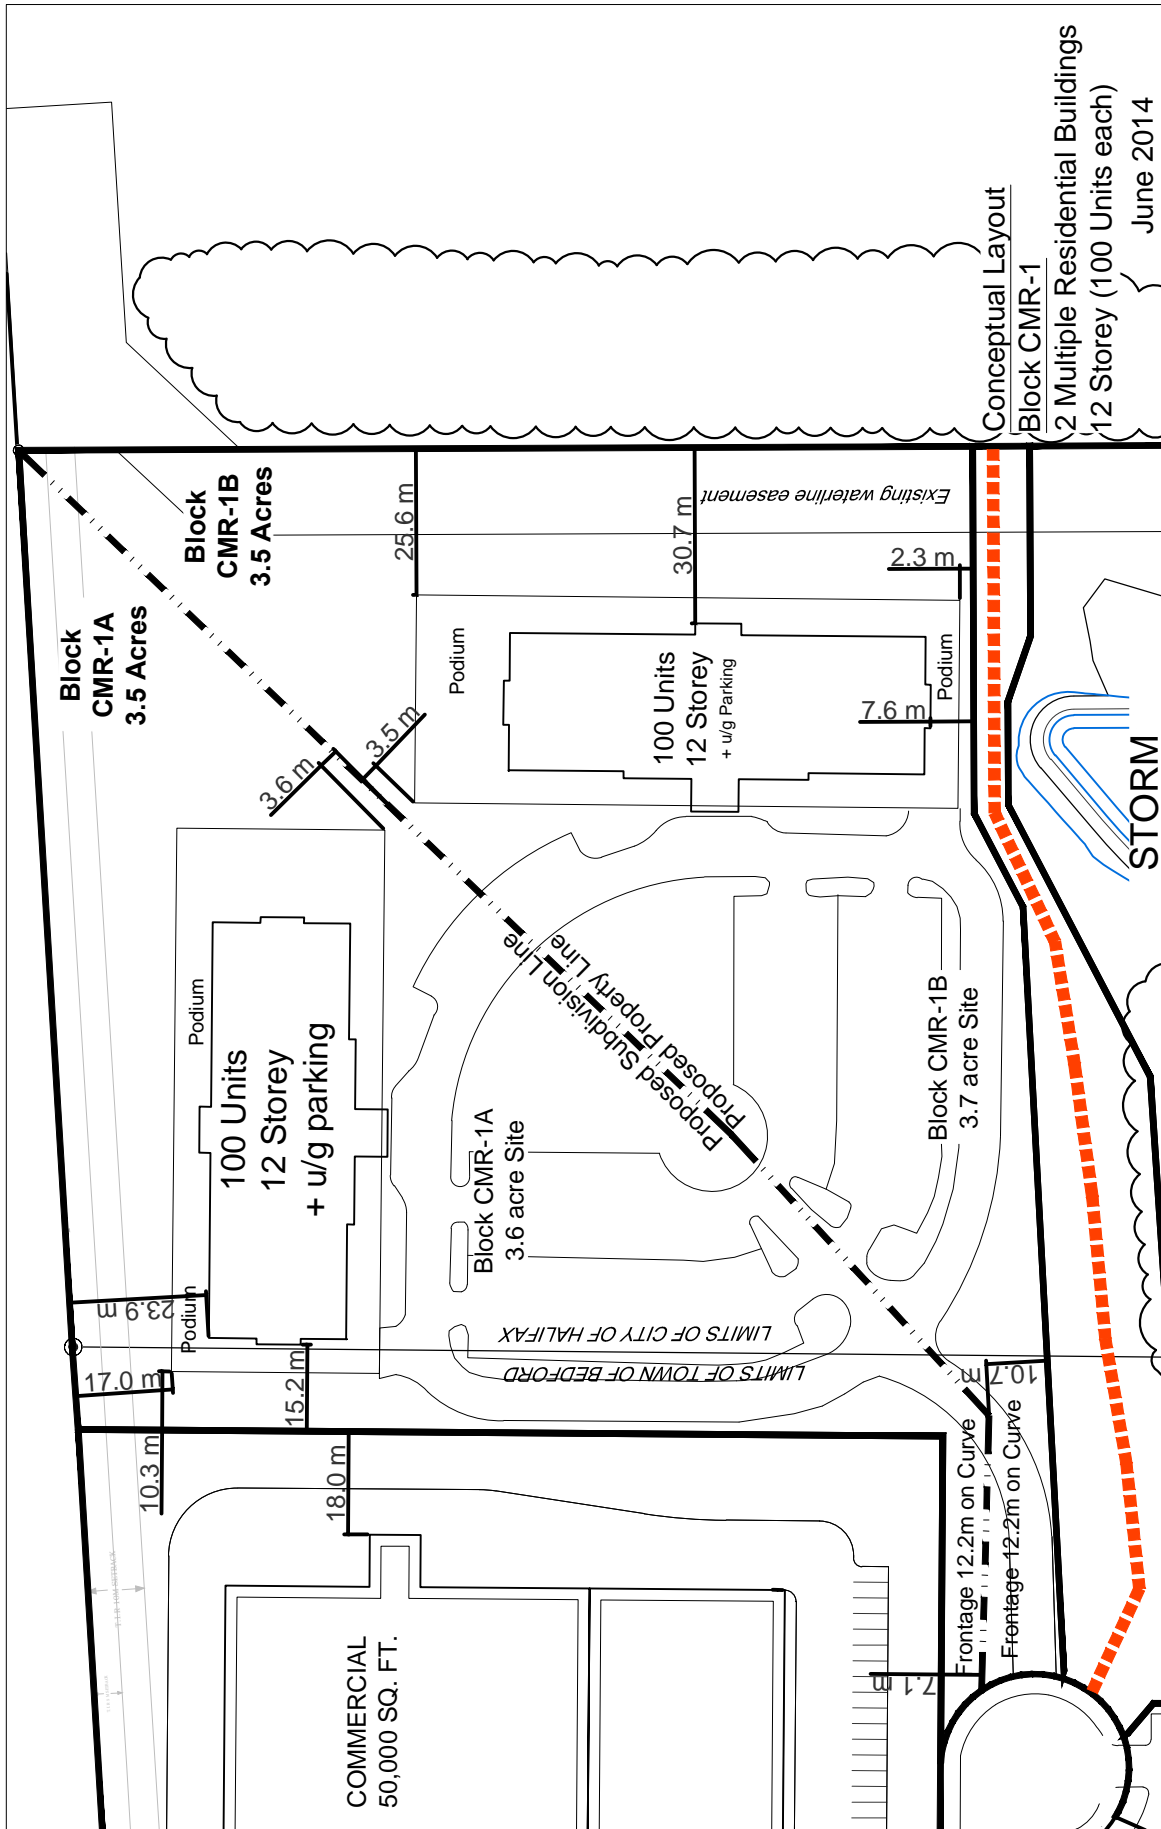 Conceptual Layout
Block CMR-1
2 Multiple Residential Buildings
12 Storey (100 Units each)
June 2014
Block
CMR-1A
3.5 Acres
Block
CMR-1B
3.5 Acres
25.6 m
30.7 m
Existing waterline easement
2.3 m
7.6 m
Podium
100 Units
12 Storey
+ u/g Parking
Podium
3.6 m
3.5 m
STORM
Podium
100 Units
12 Storey
+ u/g parking
Podium
Proposed Subdivision Line
Proposed Property Line
Block CMR-1A
3.6 acre Site
Block CMR-1B
3.7 acre Site
23.9 m
17.0 m
15.2 m
10.3 m
18.0 m
LIMITS OF CITY OF HALIFAX
LIMITS OF TOWN OF BEDFORD
10.7 m
Frontage 12.2m on Curve
Frontage 12.2m on Curve
7.1 m
COMMERCIAL
50,000 SQ. FT.